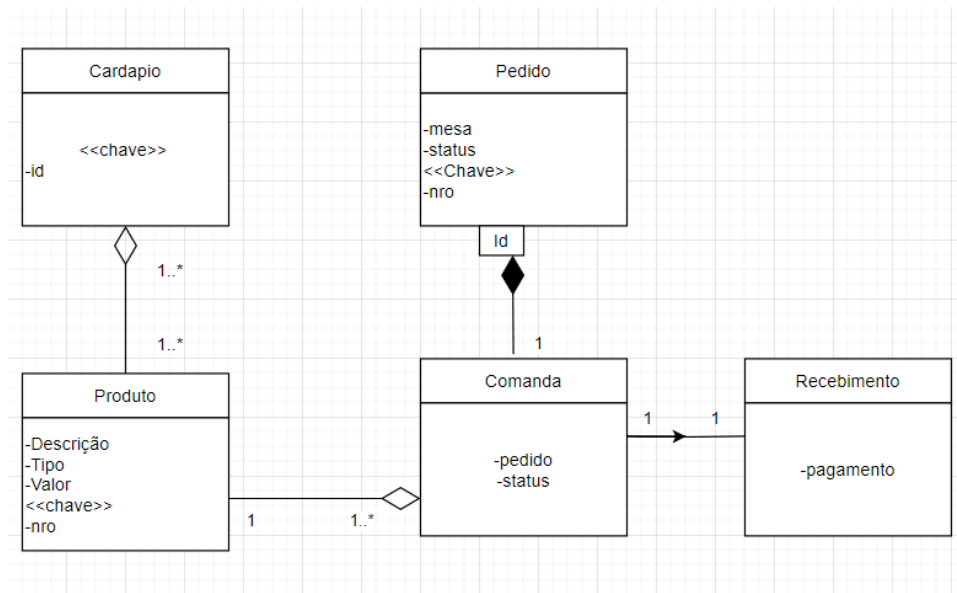 Cardapio
<<chave>>
-id
1..*
1..*
Produto
-Descrição
-Tipo
-Valor
<<chave>>
-nro
1
1..*
Pedido
-mesa
-status
<<Chave>>
-nro
Id
1
Comanda
-pedido
-status
1
1
Recebimento
-pagamento